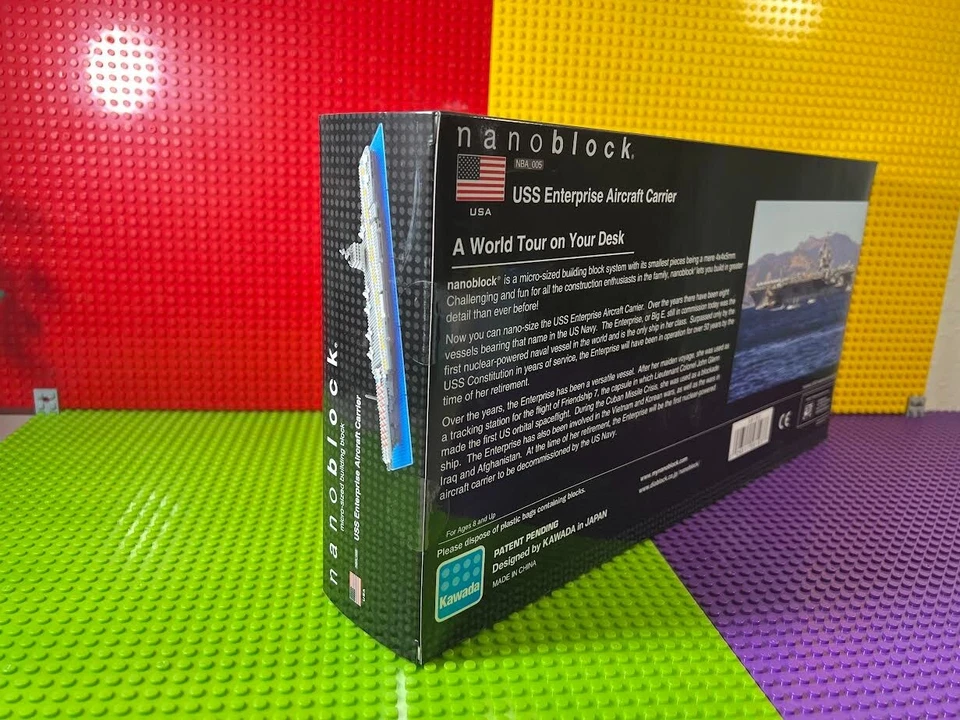 nanoblock
NBA_005
USA
USS Enterprise Aircraft Carrier
A World Tour on Your Desk
nanoblock® is a micro-sized building block system with its smallest pieces being a mere 4x4x5mm.
Challenging and fun for all the construction enthusiasts in the family, nanoblock® lets you build in greater
detail than ever before!
Now you can nano-size the USS Enterprise Aircraft Carrier. Over the years there have been eight
vessels bearing that name in the US Navy. The Enterprise, or Big E, still in commission today was the
first nuclear-powered naval vessel in the world and is the only ship in her class. Surpassed only by the
USS Constitution in years of service, the Enterprise will have been in operation for over 50 years by the
time of her retirement.
Over the years, the Enterprise has been a versatile vessel. After her maiden voyage, she was used as
a tracking station for the flight of Friendship 7, the capsule in which Lieutenant Colonel John Glenn
made the first US orbital spaceflight. During the Cuban Missile Crisis, she was used as a blockade
ship. The Enterprise has also been involved in the Vietnam and Korean wars, as well as the wars in
Iraq and Afghanistan. At the time of her retirement, the Enterprise will be the first nuclear-powered
aircraft carrier to be decommissioned by the US Navy.
For Ages 8 and Up
Please dispose of plastic bags containing blocks.
www.mynanoblock.com
www.diablock.co.jp/nanoblock/
PATENT PENDING
Designed by KAWADA in JAPAN
MADE IN CHINA
Kawada
CE
nanoblock.
micro-sized building block
USS Enterprise Aircraft Carrier